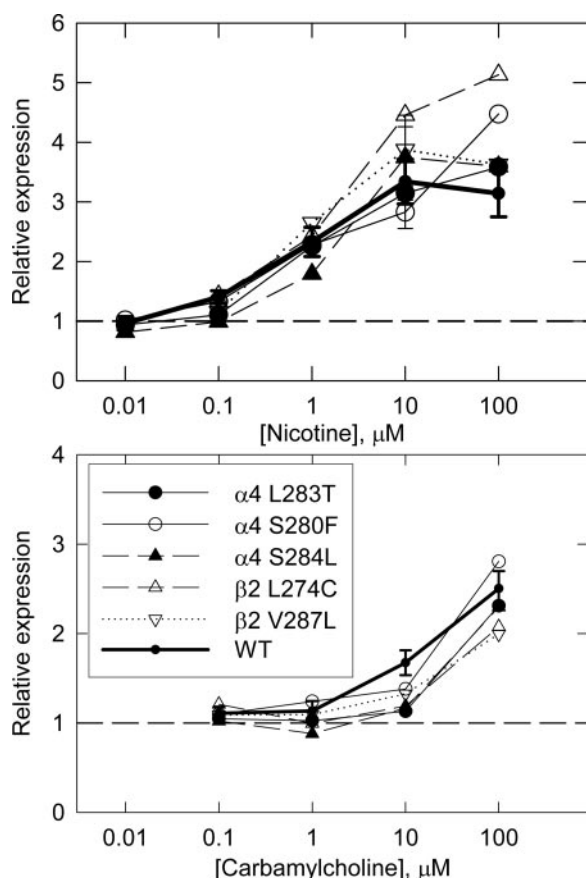 6
5
4
3
2
1
0
Relative expression
0.01 0.1 1 10 100
[Nicotine], μM
4
3
2
1
0
Relative expression
α4 L283T
α4 S280F
α4 S284L
β2 L274C
β2 V287L
WT
0.01 0.1 1 10 100
[Carbamylcholine], μM